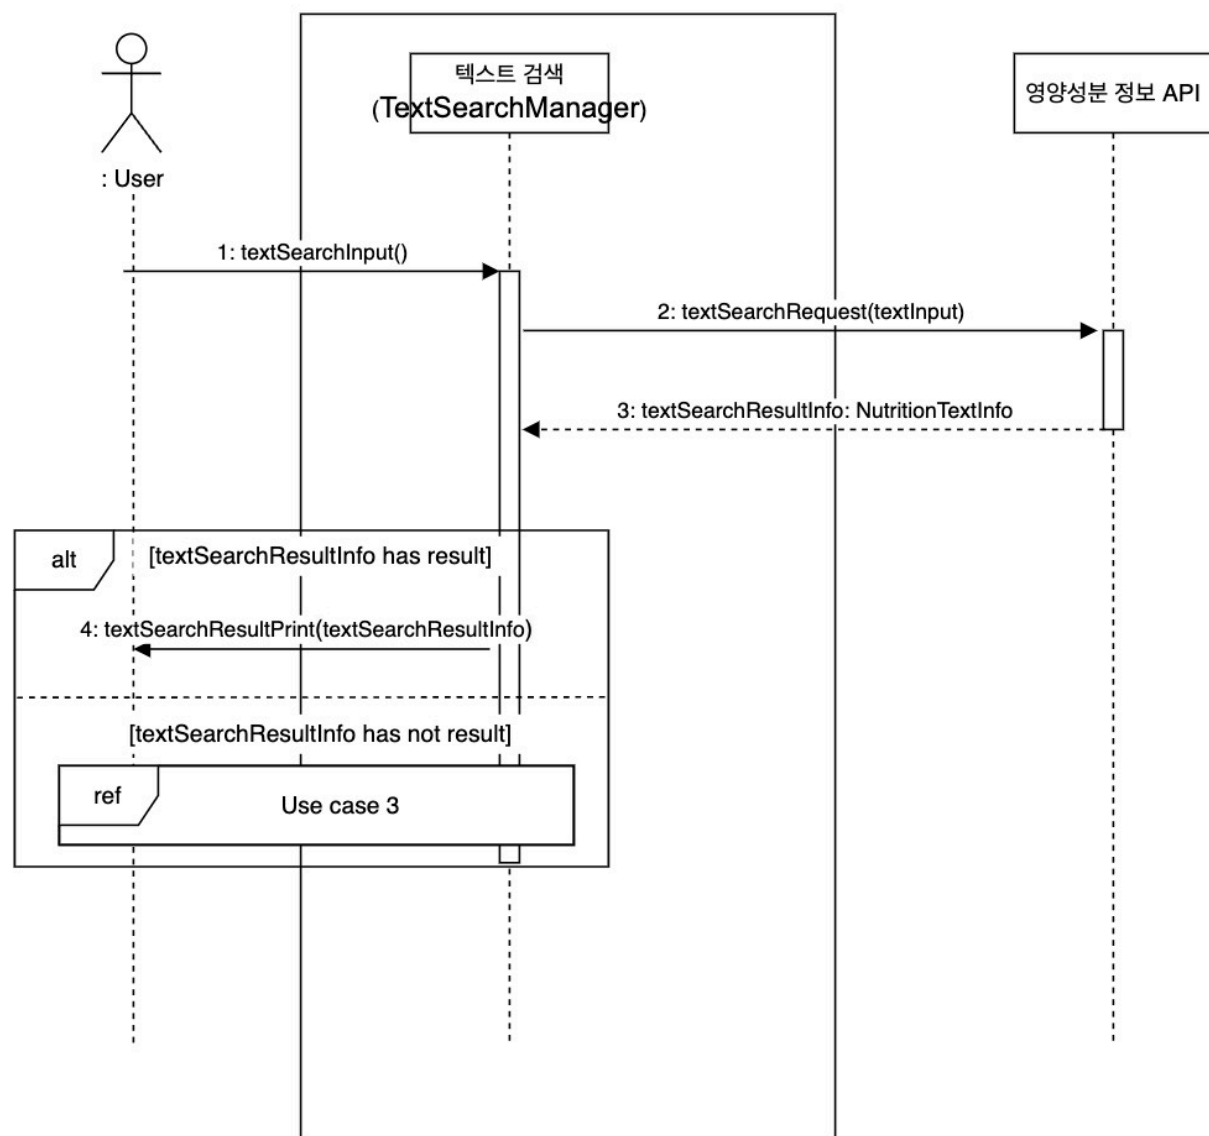 텍스트 검색
(TextSearchManager)
영양성분 정보 API
: User
1: textSearchInput()
2: textSearchRequest(textInput)
3: textSearchResultInfo: NutritionTextInfo
alt
[textSearchResultInfo has result]
4: textSearchResultPrint(textSearchResultInfo)
[textSearchResultInfo has not result]
ref
Use case 3